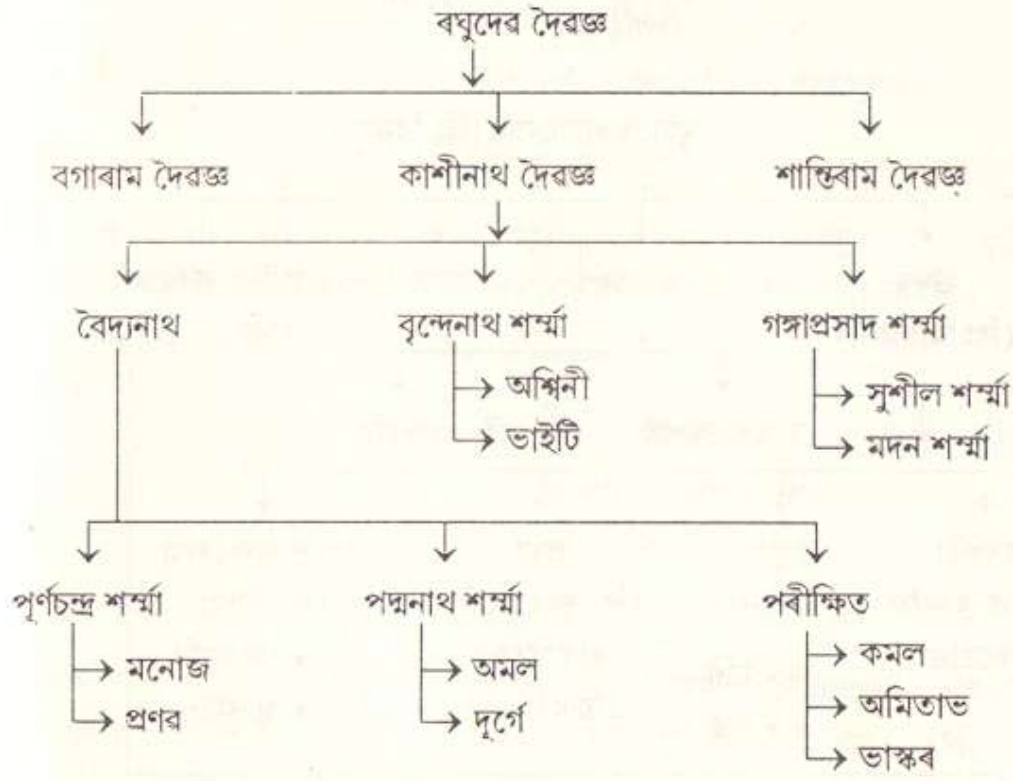 ৰঘুদেৱ দৈৱজ্ঞ
বগাৰাম দৈৱজ্ঞ কাশীনাথ দৈৱজ্ঞ শান্তিৰাম দৈৱজ্ঞ
বৈদ্যনাথ বৃন্দেনাথ শৰ্ম্মা গঙ্গাপ্ৰসাদ শৰ্ম্মা
অশ্বিনী সুশীল শৰ্ম্মা
ভাইটি মদন শৰ্ম্মা
পূৰ্ণচন্দ্ৰ শৰ্ম্মা পদ্মনাথ শৰ্ম্মা পৰীক্ষিত
মনোজ অমল কমল
প্ৰণৱ দূৰ্গে অমিতাভ
ভাস্কৰ